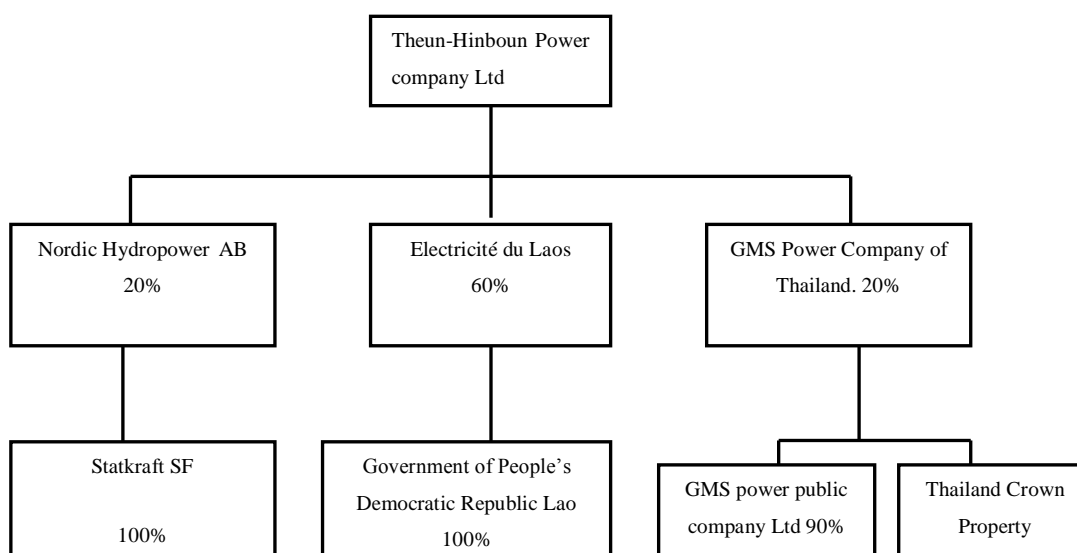 Theun-Hinboun Power
company Ltd
Nordic Hydropower AB
20%
Electricité du Laos
60%
GMS Power Company of
Thailand. 20%
Statkraft SF
100%
Government of People’s
Democratic Republic Lao
100%
GMS power public
company Ltd 90%
Thailand Crown
Property